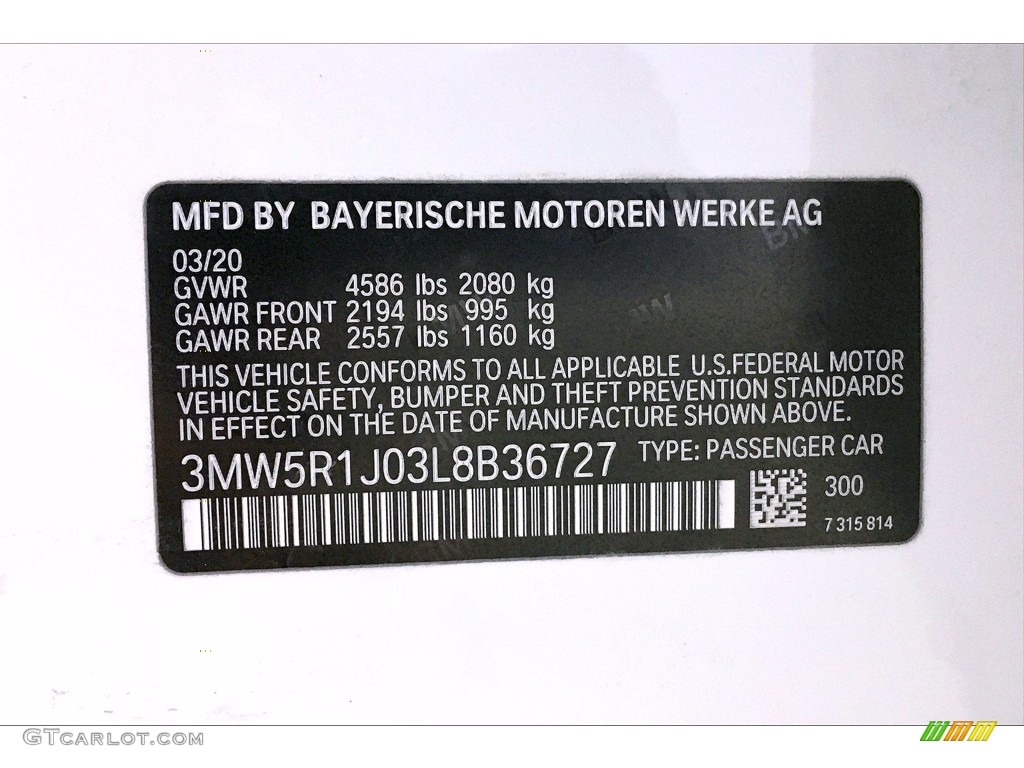 MFD BY BAYERISCHE MOTOREN WERKE AG
03/20
GVWR 4586 lbs 2080 kg
GAWR FRONT 2194 lbs 995 kg
GAWR REAR 2557 lbs 1160 kg
THIS VEHICLE CONFORMS TO ALL APPLICABLE U.S.FEDERAL MOTOR
VEHICLE SAFETY, BUMPER AND THEFT PREVENTION STANDARDS
IN EFFECT ON THE DATE OF MANUFACTURE SHOWN ABOVE.
3MW5R1J03L8B36727 TYPE: PASSENGER CAR
300
7 315 814
GTCARLOT.COM